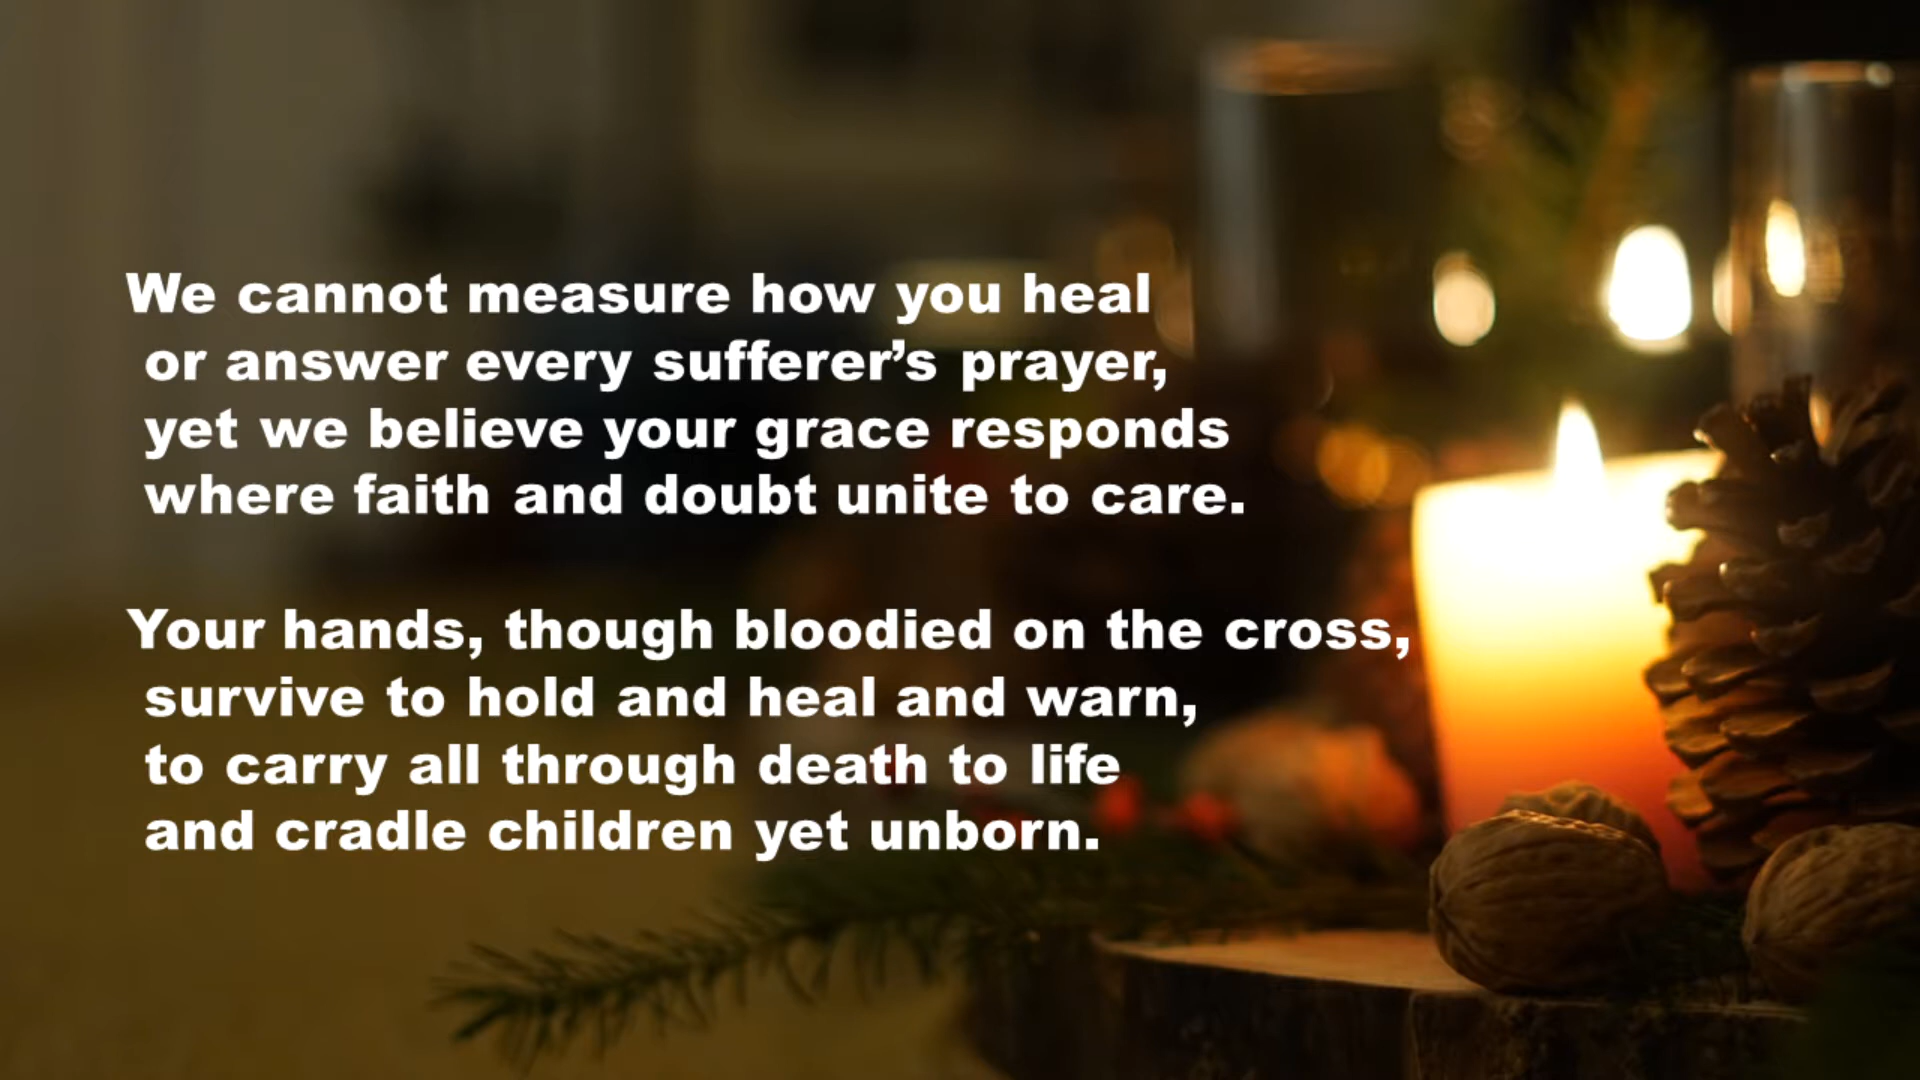 We cannot measure how you heal
or answer every sufferer’s prayer,
yet we believe your grace responds
where faith and doubt unite to care.
Your hands, though bloodied on the cross,
survive to hold and heal and warn,
to carry all through death to life
and cradle children yet unborn.